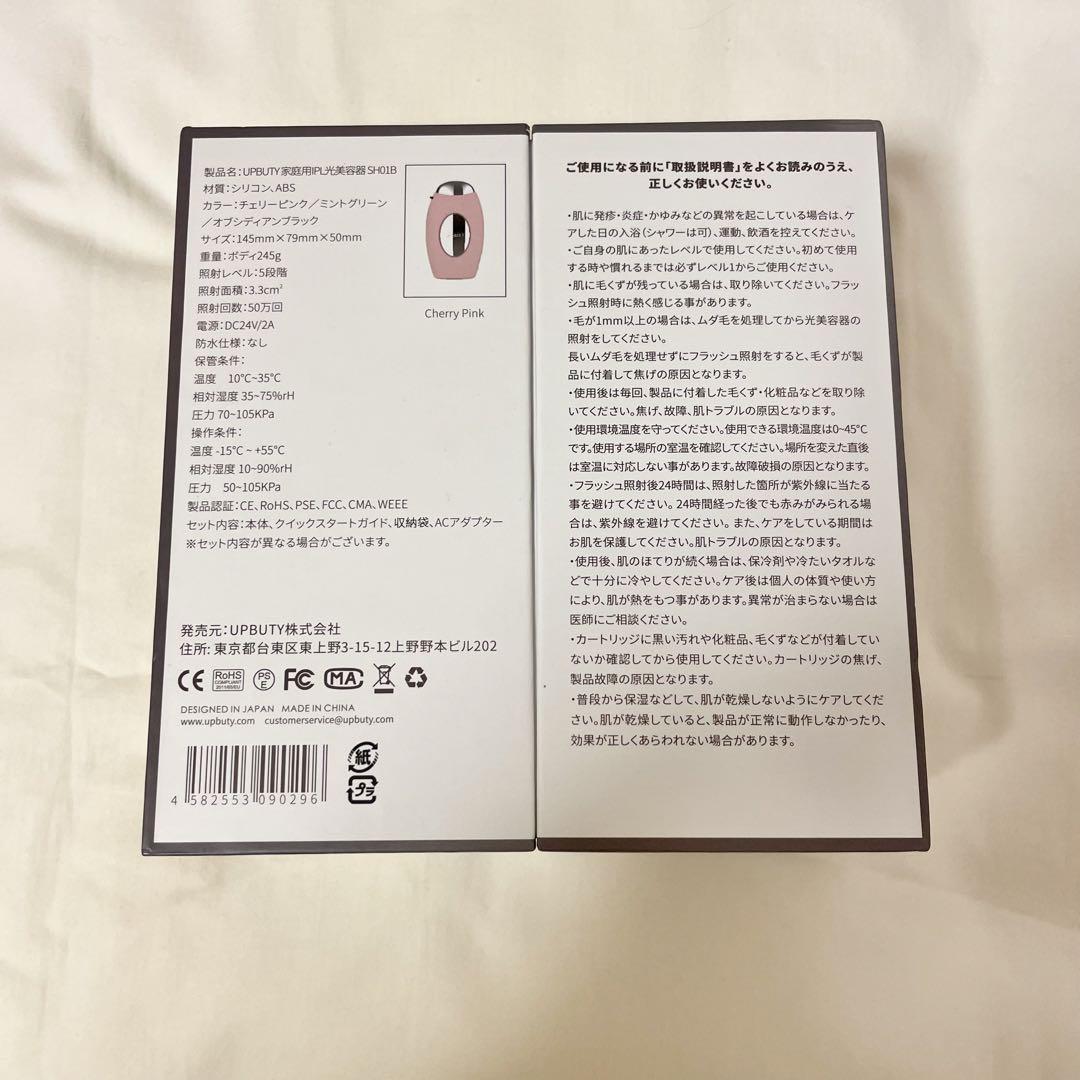 製品名:UPBUTY 家庭用IPL光美容器 SH01B
材質:シリコン、ABS
カラー:チェリーピンク/ミントグリーン
/オブシディアンブラック
サイズ:145mm×79mm×50mm
重量:ボディ245g
照射レベル:5段階
照射面積:3.3cm²
照射回数:50万回
電源:DC24V/2A
防水仕様:なし
保管条件:
温度 10℃~35℃
相対湿度 35~75%rH
圧力 70~105KPa
操作条件:
温度 -15℃ ~ +55℃
相対湿度 10~90%rH
圧力 50~105KPa
製品認証:CE、RoHS、PSE、FCC、CMA、WEEE
セット内容:本体、クイックスタートガイド、収納袋、ACアダプター
※セット内容が異なる場合がございます。
Cherry Pink
発売元:UPBUTY株式会社
住所: 東京都台東区東上野3-15-12上野野本ビル202
CE RoHS COMPLIANT 2011/65/EU PSE FC MA
DESIGNED IN JAPAN MADE IN CHINA
www.upbuty.com customerservice@upbuty.com
4 582553 090296
紙
プラ
ご使用になる前に「取扱説明書」をよくお読みのうえ、
正しくお使いください。
・肌に発疹・炎症・かゆみなどの異常を起こしている場合は、ケ
アした日の入浴(シャワーは可)、運動、飲酒を控えてください。
・ご自身の肌にあったレベルで使用してください。初めて使用
する時や慣れるまでは必ずレベル1からご使用ください。
・肌に毛くずが残っている場合は、取り除いてください。フラッ
シュ照射時に熱く感じる事があります。
・毛が1mm以上の場合は、ムダ毛を処理してから光美容器の
照射をしてください。
長いムダ毛を処理せずにフラッシュ照射をすると、毛くずが製
品に付着して焦げの原因となります。
・使用後は毎回、製品に付着した毛くず・化粧品などを取り除
いてください。焦げ、故障、肌トラブルの原因となります。
・使用環境温度を守ってください。使用できる環境温度は0~45℃
です。使用する場所の室温を確認してください。場所を変えた直後
は室温に対応しない事があります。故障破損の原因となります。
・フラッシュ照射後24時間は、照射した箇所が紫外線に当たる
事を避けてください。24時間経った後でも赤みがみられる場
合は、紫外線を避けてください。また、ケアをしている期間は
お肌を保護してください。肌トラブルの原因となります。
・使用後、肌のほてりが続く場合は、保冷剤や冷たいタオルな
どで十分に冷やしてください。ケア後は個人の体質や使い方
により、肌が熱をもつ事があります。異常が治まらない場合は
医師にご相談ください。
・カートリッジに黒い汚れや化粧品、毛くずなどが付着してい
ないか確認してから使用してください。カートリッジの焦げ、
製品故障の原因となります。
・普段から保湿などして、肌が乾燥しないようにケアしてくだ
さい。肌が乾燥していると、製品が正常に動作しなかったり、
効果が正しくあらわれない場合があります。